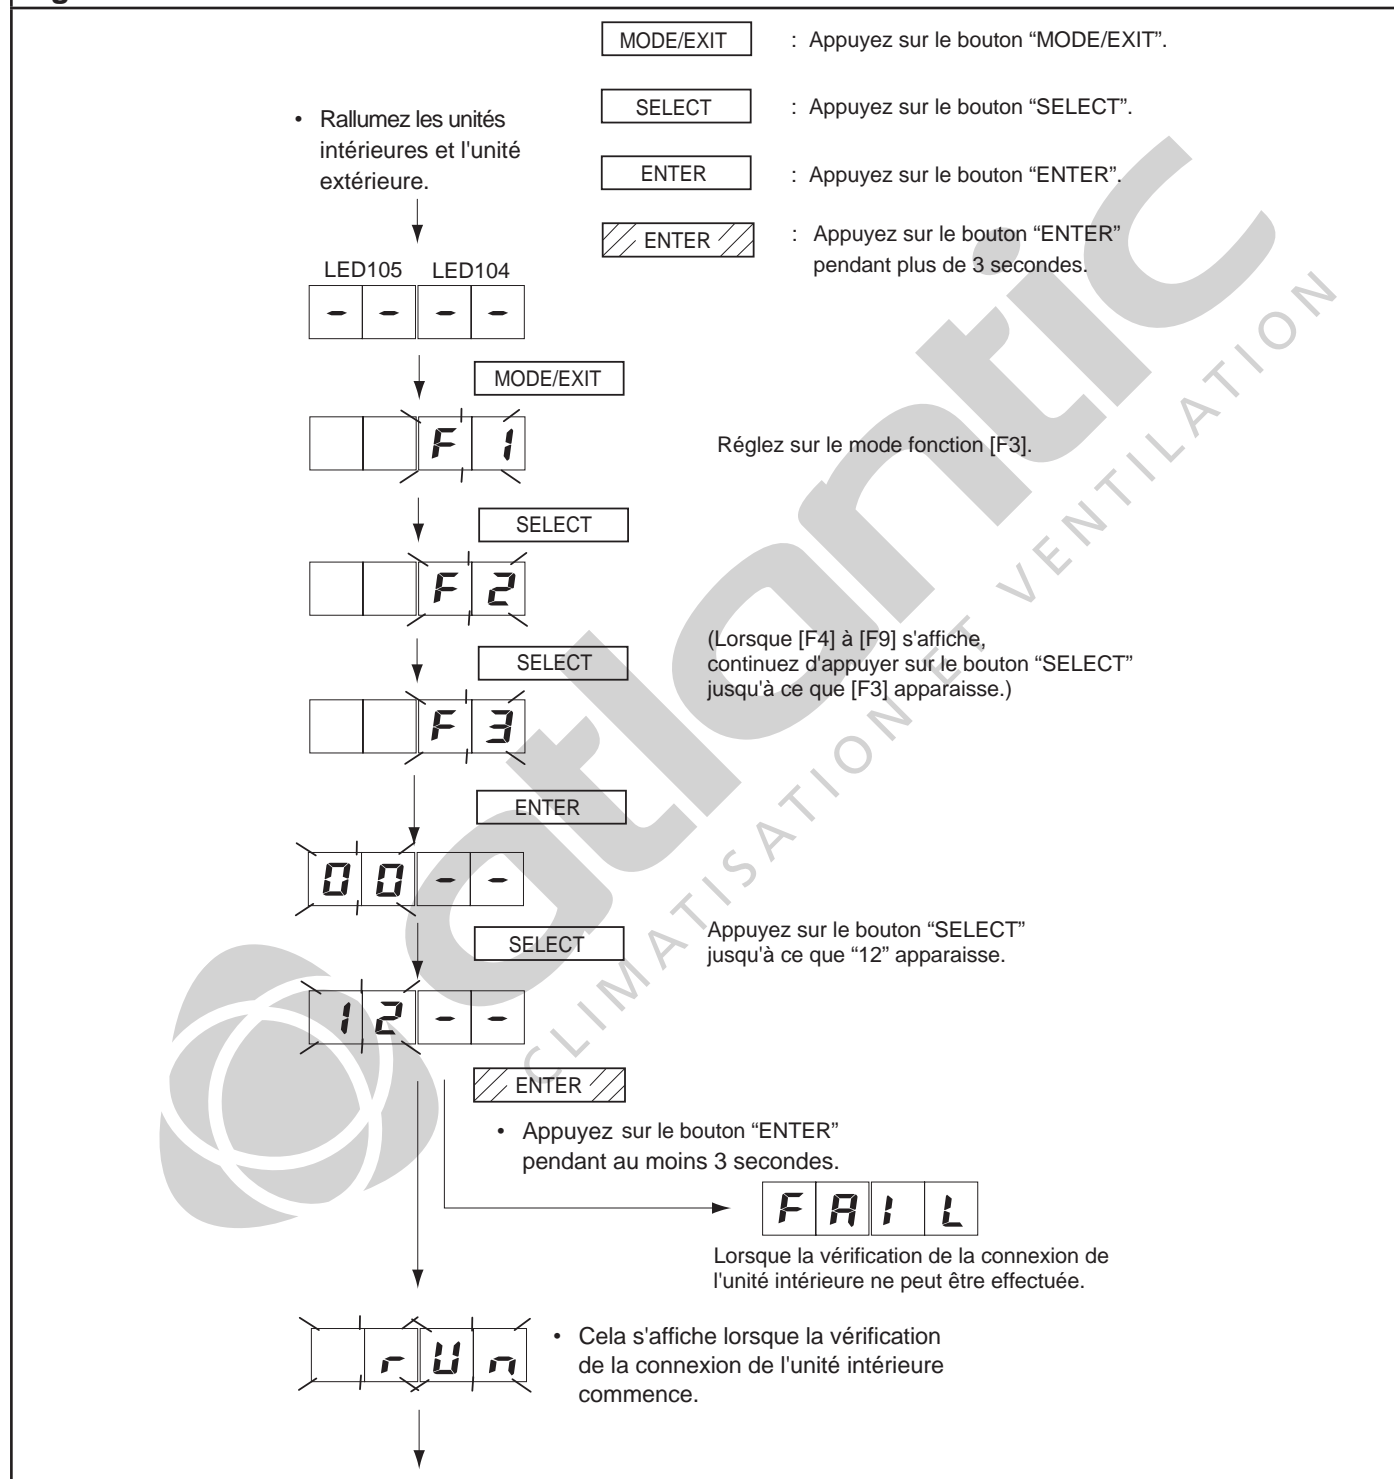 MODE/EXIT : Appuyez sur le bouton “MODE/EXIT”.
SELECT : Appuyez sur le bouton “SELECT”.
ENTER : Appuyez sur le bouton “ENTER”.
ENTER : Appuyez sur le bouton “ENTER”
pendant plus de 3 secondes.
• Rallumez les unités
intérieures et l'unité
extérieure.
LED105 LED104
- - - -
MODE/EXIT
F 1
Réglez sur le mode fonction [F3].
SELECT
F 2
SELECT
(Lorsque [F4] à [F9] s'affiche,
continuez d'appuyer sur le bouton “SELECT”
jusqu'à ce que [F3] apparaisse.)
F 3
ENTER
0 0 - -
SELECT
Appuyez sur le bouton “SELECT”
jusqu'à ce que “12” apparaisse.
1 2 - -
ENTER
• Appuyez sur le bouton “ENTER”
pendant au moins 3 secondes.
F A I L
Lorsque la vérification de la connexion de
l'unité intérieure ne peut être effectuée.
r U n
• Cela s'affiche lorsque la vérification
de la connexion de l'unité intérieure
commence.
atlantic
CLIMATISATION ET VENTILATION